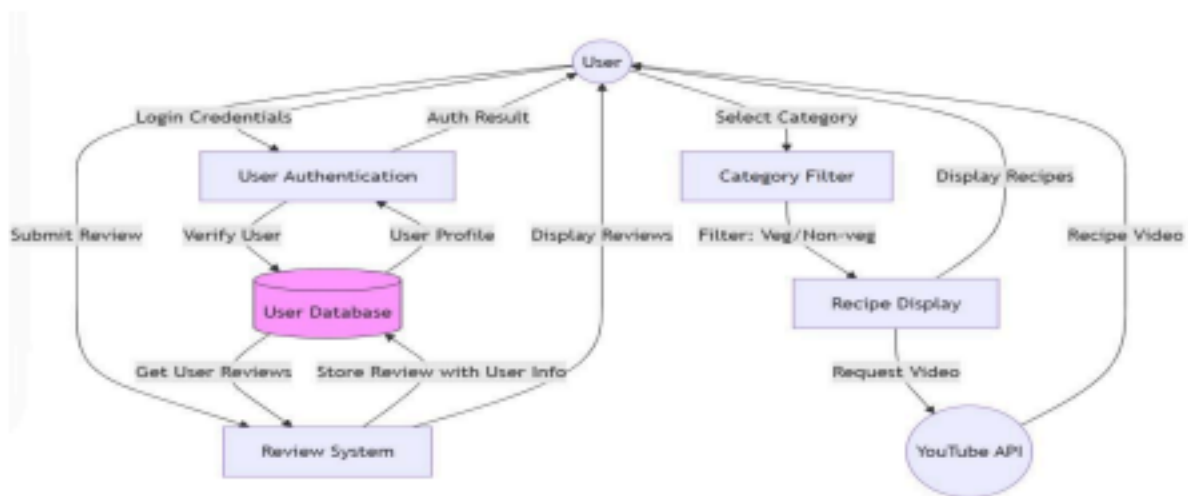 User
Login Credentials
Auth Result
Select Category
User Authentication
Category Filter
Display Recipes
Submit Review
Verify User
User Profile
Display Reviews
Filter: Veg/Non-veg
Recipe Video
User Database
Recipe Display
Get User Reviews
Store Review with User Info
Request Video
Review System
YouTube API